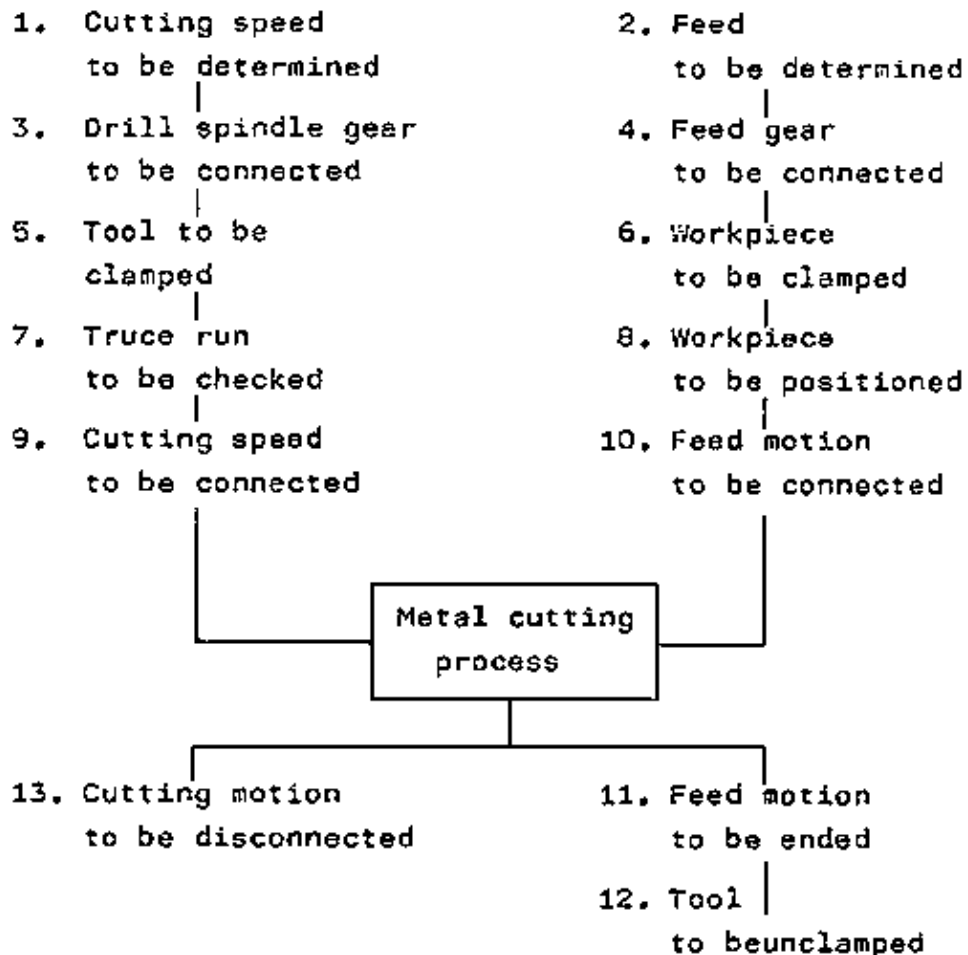 1. Cutting speed
to be determined
2. Feed
to be determined
3. Drill spindle gear
to be connected
4. Feed gear
to be connected
5. Tool to be
clamped
6. Workpiece
to be clamped
7. Truce run
to be checked
8. Workpiece
to be positioned
9. Cutting speed
to be connected
10. Feed motion
to be connected
Metal cutting
process
13. Cutting motion
to be disconnected
11. Feed motion
to be ended
12. Tool
to beunclamped